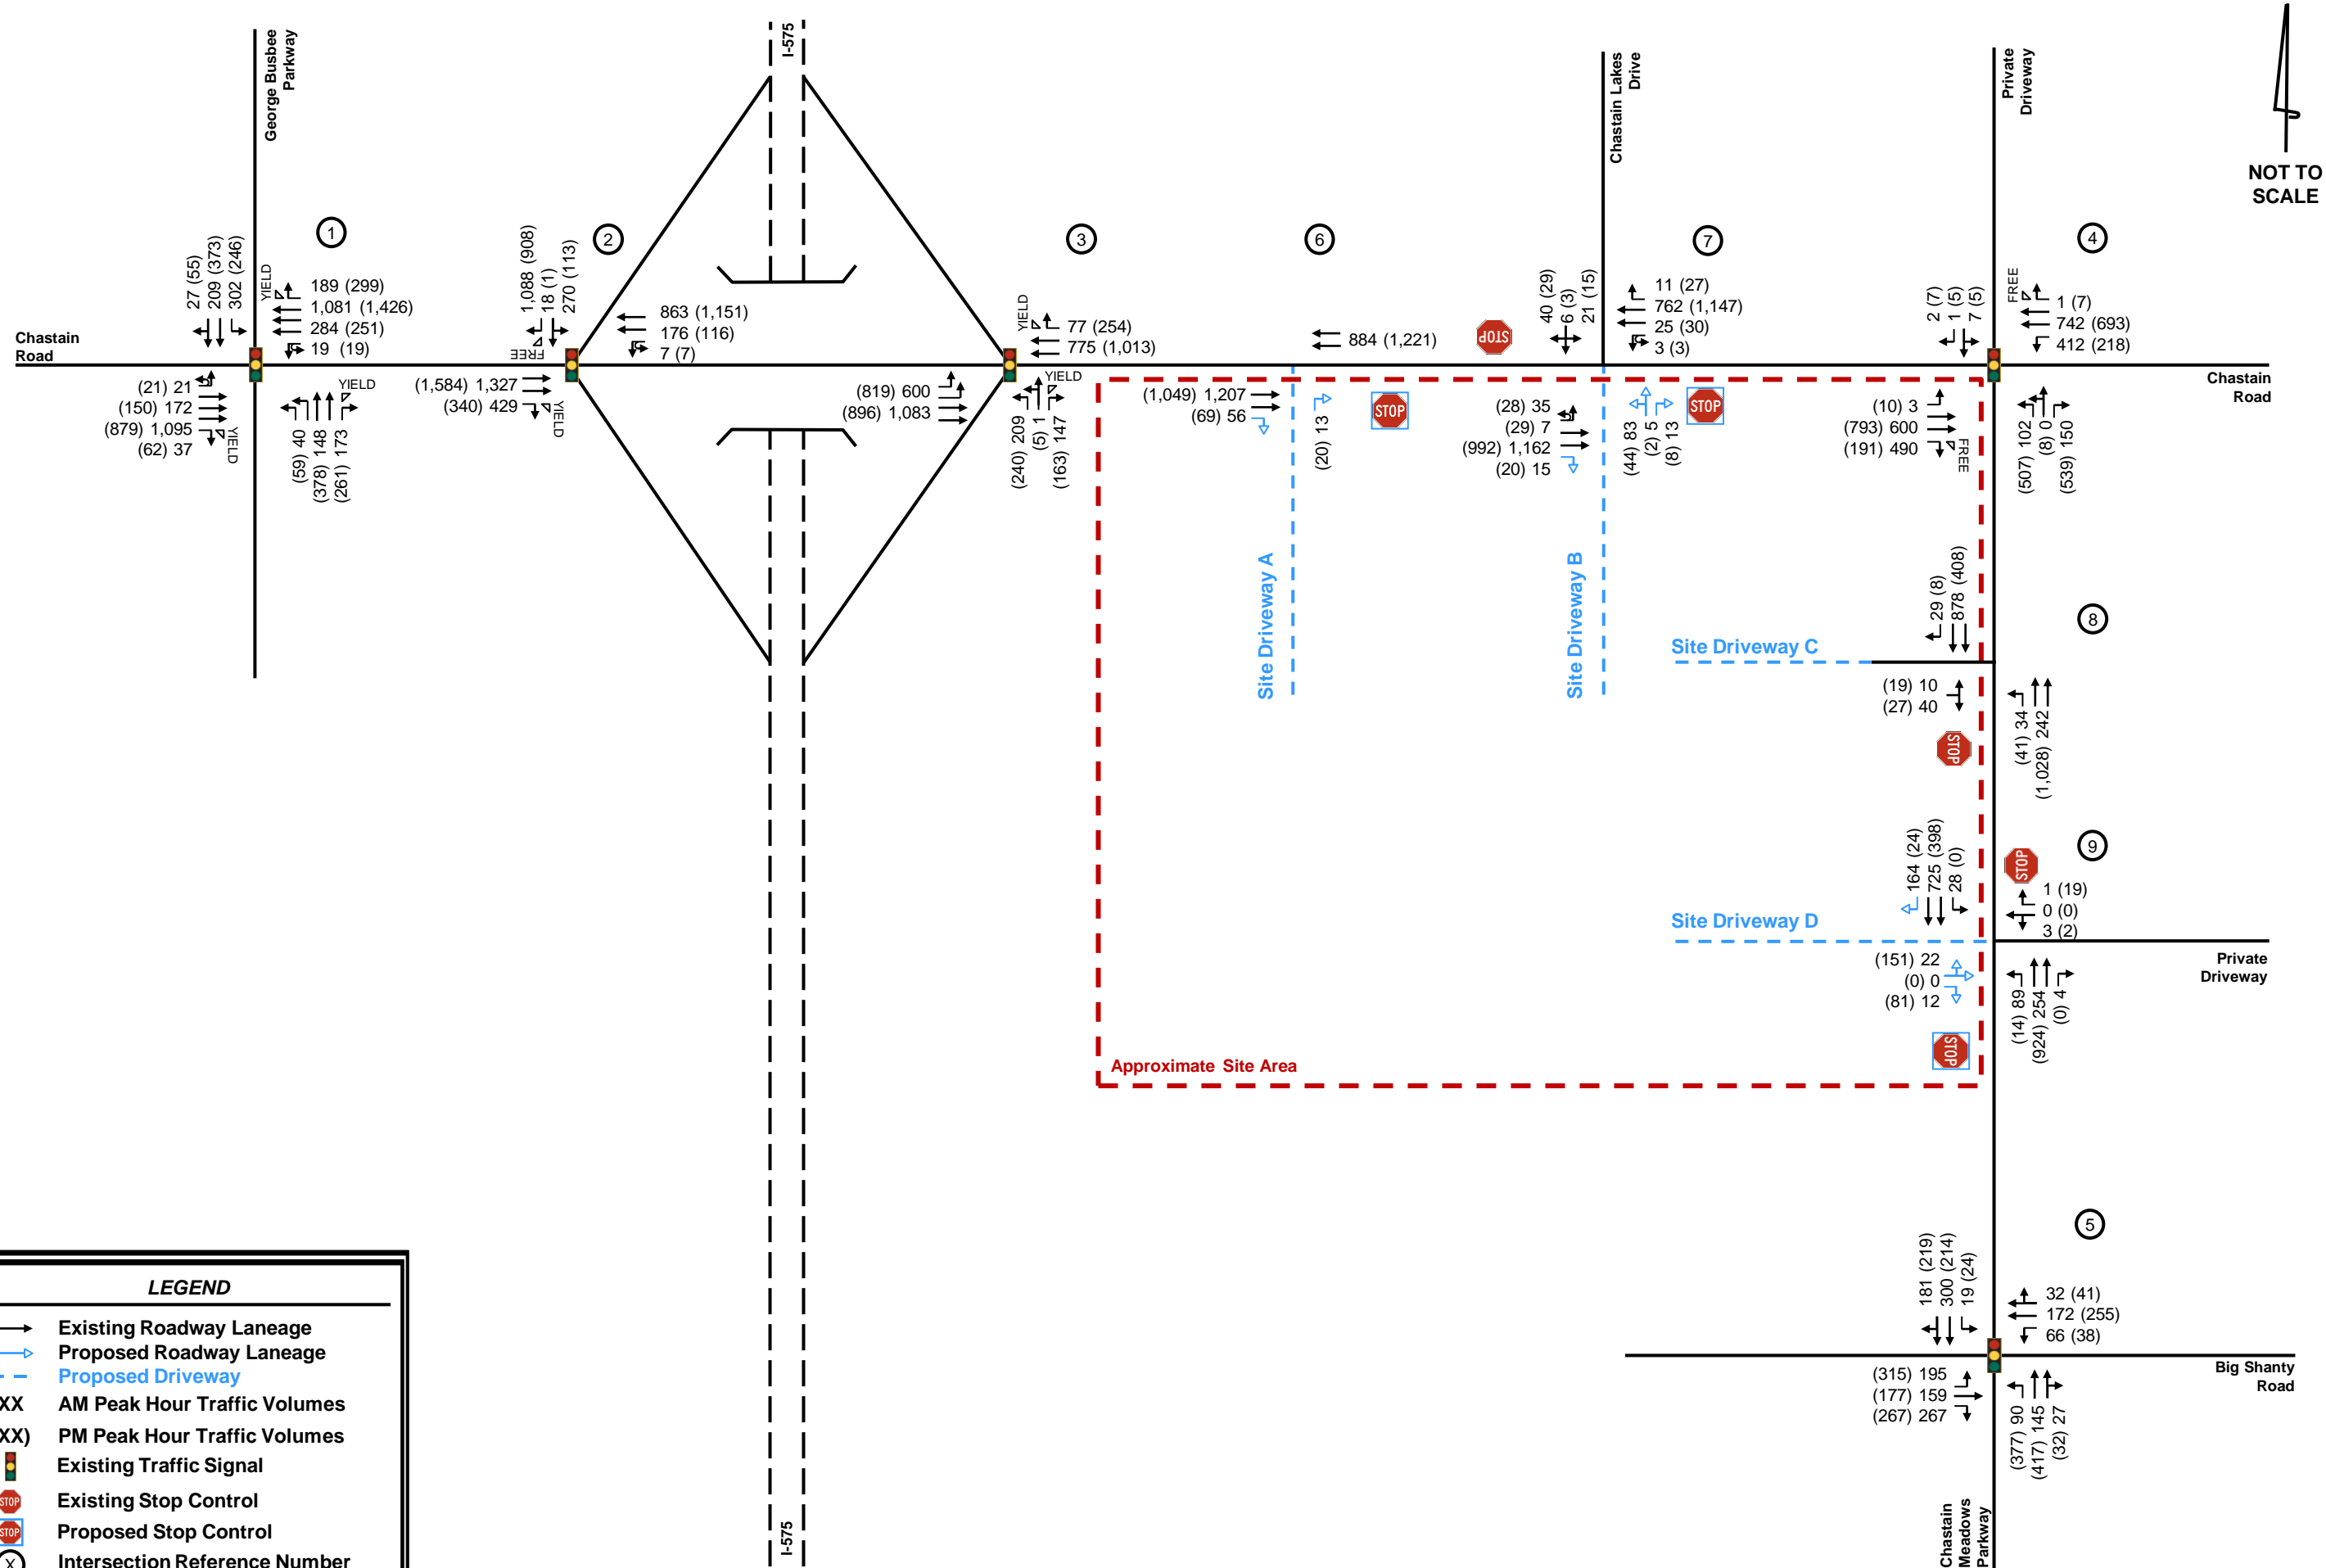 I-575
George Busbee
Parkway
Chastain Lakes
Drive
Private
Driveway
NOT TO
SCALE
1
2
3
6
7
4
27 (55)
209 (373)
302 (246)
YIELD
189 (299)
1,081 (1,426)
284 (251)
19 (19)
1,088 (908)
18 (1)
270 (113)
FREE
863 (1,151)
176 (116)
7 (7)
YIELD
77 (254)
775 (1,013)
884 (1,221)
STOP
40 (29)
6 (3)
21 (15)
11 (27)
762 (1,147)
25 (30)
3 (3)
2 (7)
1 (5)
7 (5)
FREE
1 (7)
742 (693)
412 (218)
Chastain
Road
Chastain
Road
(21) 21
(150) 172
(879) 1,095
(62) 37
YIELD
(59) 40
(378) 148
(261) 173
YIELD
(1,584) 1,327
(340) 429
YIELD
(819) 600
(896) 1,083
(240) 209
(5) 1
(163) 147
YIELD
(1,049) 1,207
(69) 56
(20) 13
STOP
(28) 35
(29) 7
(992) 1,162
(20) 15
(44) 83
(2) 5
(8) 13
STOP
(10) 3
(793) 600
(191) 490
FREE
(507) 102
(8) 0
(539) 150
Site Driveway A
Site Driveway B
29 (8)
878 (408)
8
Site Driveway C
(19) 10
(27) 40
STOP
(41) 34
(1,028) 242
164 (24)
725 (398)
28 (0)
9
STOP
1 (19)
0 (0)
3 (2)
Site Driveway D
Private
Driveway
(151) 22
(0) 0
(81) 12
STOP
(14) 89
(924) 254
(0) 4
Approximate Site Area
5
181 (219)
300 (214)
19 (24)
32 (41)
172 (255)
66 (38)
Big Shanty
Road
(315) 195
(177) 159
(267) 267
(377) 90
(417) 145
(32) 27
Chastain
Meadows
Parkway
I-575
LEGEND
Existing Roadway Laneage
Proposed Roadway Laneage
Proposed Driveway
XX AM Peak Hour Traffic Volumes
XX) PM Peak Hour Traffic Volumes
Existing Traffic Signal
STOP Existing Stop Control
STOP Proposed Stop Control
X Intersection Reference Number